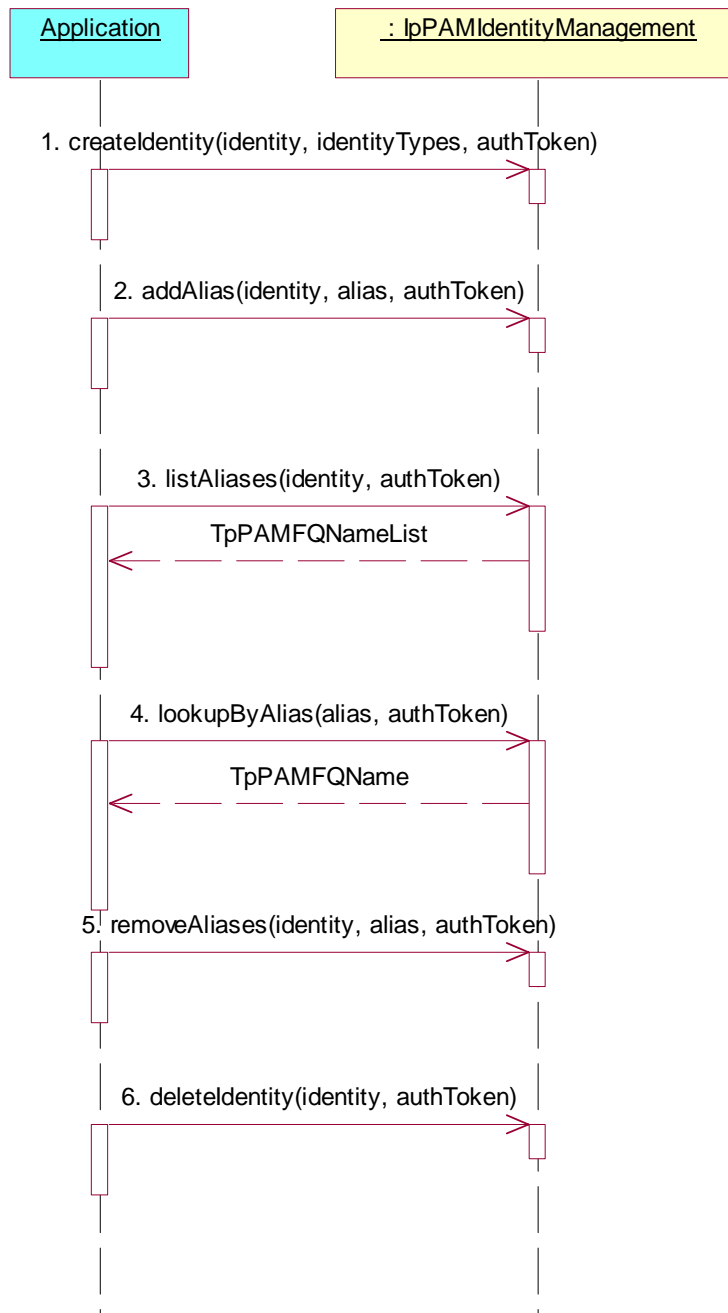 Application
: IpPAMIdentityManagement
1. createIdentity(identity, identityTypes, authToken)
2. addAlias(identity, alias, authToken)
3. listAliases(identity, authToken)
TpPAMFQNameList
4. lookupByAlias(alias, authToken)
TpPAMFQName
5. removeAliases(identity, alias, authToken)
6. deleteIdentity(identity, authToken)